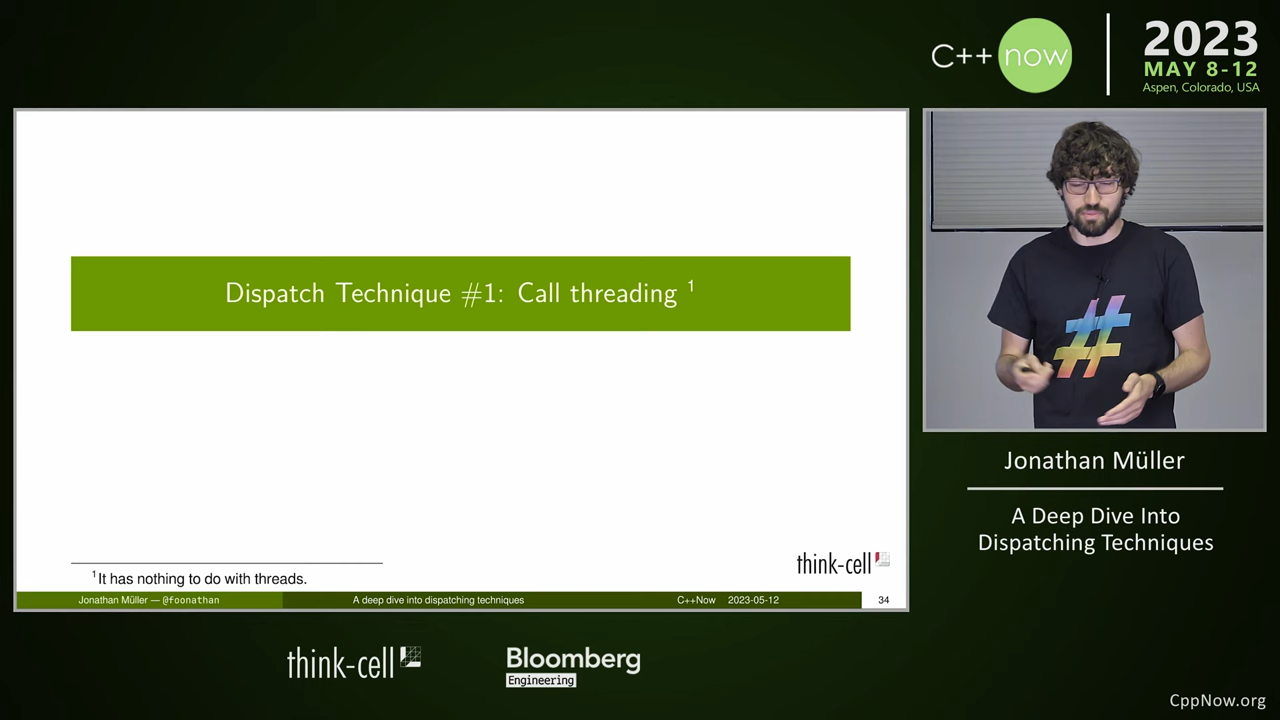 C++ now
2023
MAY 8-12
Aspen, Colorado, USA
Dispatch Technique #1: Call threading 1
think-cell
1It has nothing to do with threads.
Jonathan Müller — @foonathan
A deep dive into dispatching techniques
C++Now 2023-05-12
34
Jonathan Müller
A Deep Dive Into
Dispatching Techniques
think-cell
Bloomberg
Engineering
CppNow.org